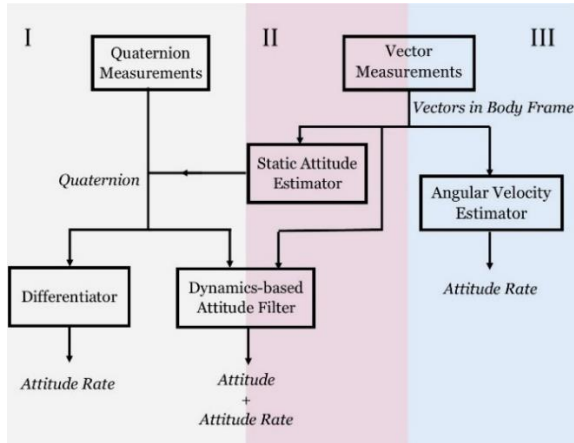 I
II
III
Quaternion
Measurements
Vector
Measurements
Vectors in Body Frame
Quaternion
Static Attitude
Estimator
Angular Velocity
Estimator
Differentiator
Dynamics-based
Attitude Filter
Attitude Rate
Attitude Rate
Attitude
+
Attitude Rate